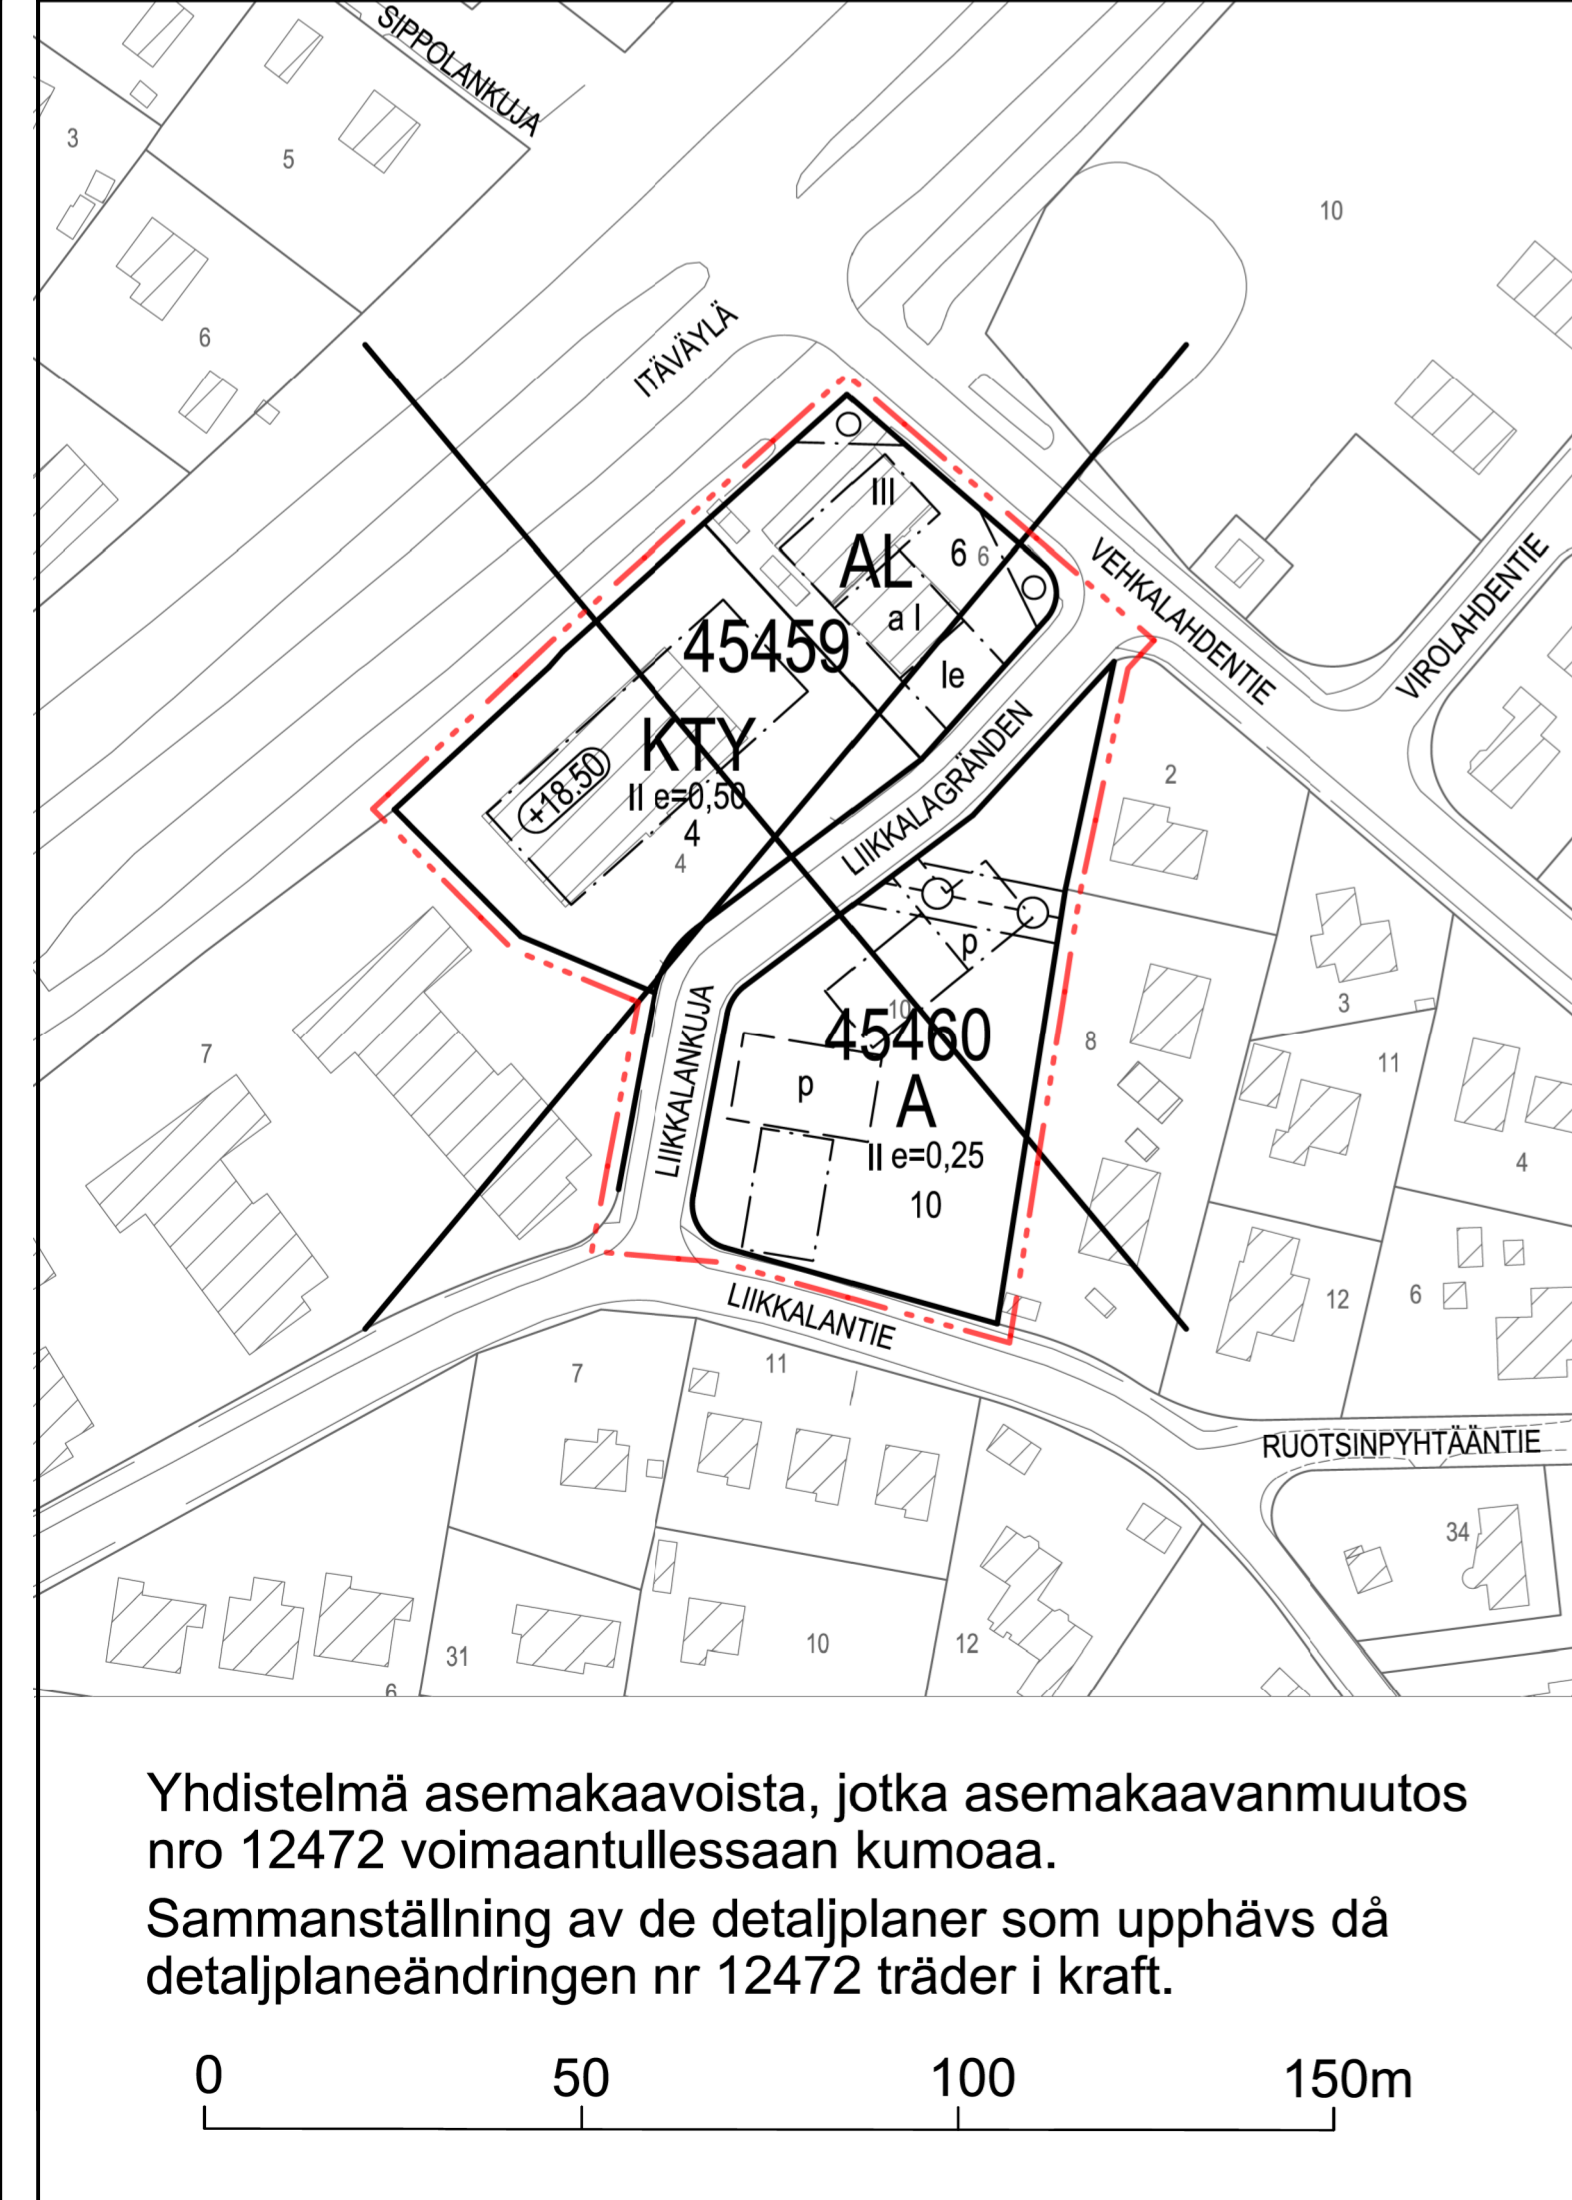 SIPPOLANKUJA
3
5
10
6
ITÄVÄYLÄ
III
AL
6 6
VEHKALAHDENTIE
VIROLAHDENTIE
a I
45459
le
LIIKKALAGRÄNDEN
KTY
+18.50
II e=0,50
4
4
2
p
10
45460
3
7
8
11
LIIKKALANKUJA
p
A
II e=0,25
4
10
12
6
LIIKKALANTIE
7
11
RUOTSINPYHTÄÄNTIE
34
31
10
12
6
Yhdistelmä asemakaavoista, jotka asemakaavanmuutos
nro 12472 voimaantullessaan kumoaa.
Sammanställning av de detaljplaner som upphävs då
detaljplaneändringen nr 12472 träder i kraft.
0 50 100 150m